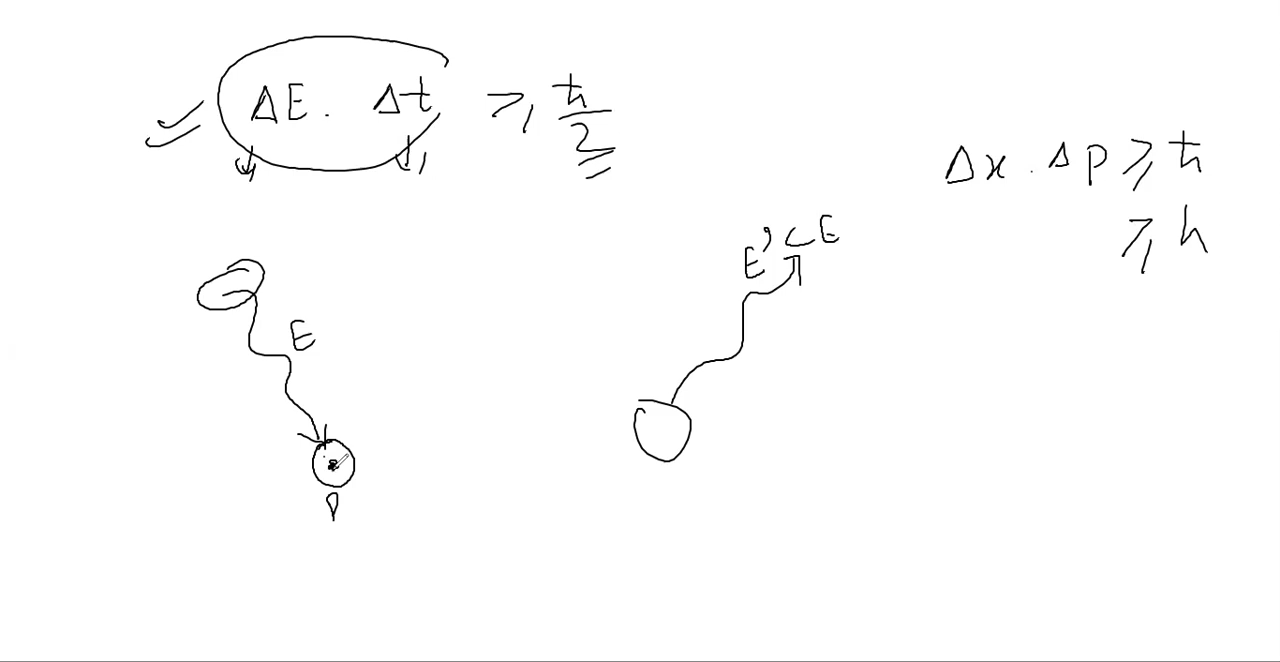 ΔE. Δt ≥ ħ/2
Δx . Δp ≥ ħ
≥ h
E' < E
E
P